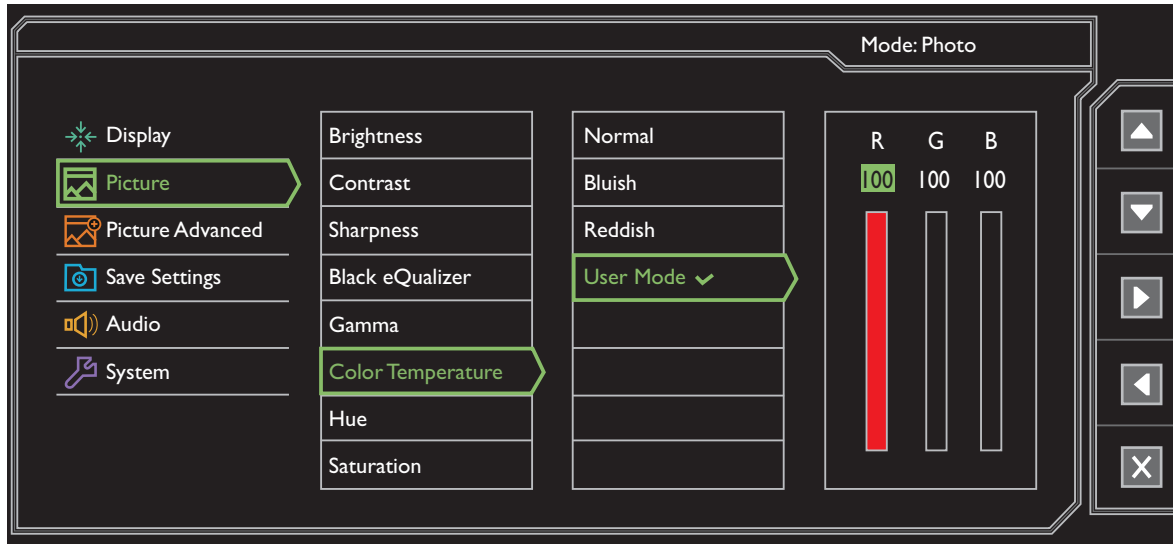 Mode: Photo
Display
Picture
Picture Advanced
Save Settings
Audio
System
Brightness
Contrast
Sharpness
Black eQualizer
Gamma
Color Temperature
Hue
Saturation
Normal
Bluish
Reddish
User Mode
R G B
100 100 100